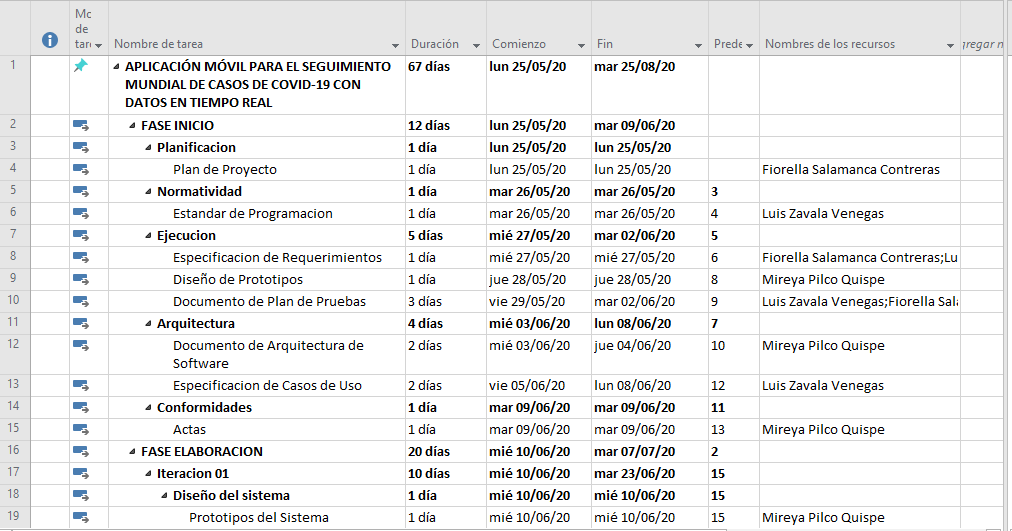 Mc
de
tar Nombre de tarea Duración Comienzo Fin Prede Nombres de los recursos gregar n
1 APLICACIÓN MÓVIL PARA EL SEGUIMIENTO 67 días lun 25/05/20 mar 25/08/20
MUNDIAL DE CASOS DE COVID-19 CON
DATOS EN TIEMPO REAL
2 FASE INICIO 12 días lun 25/05/20 mar 09/06/20
3 Planificacion 1 día lun 25/05/20 lun 25/05/20
4 Plan de Proyecto 1 día lun 25/05/20 lun 25/05/20 Fiorella Salamanca Contreras
5 Normatividad 1 día mar 26/05/20 mar 26/05/20 3
6 Estandar de Programacion 1 día mar 26/05/20 mar 26/05/20 4 Luis Zavala Venegas
7 Ejecucion 5 días mié 27/05/20 mar 02/06/20 5
8 Especificacion de Requerimientos 1 día mié 27/05/20 mié 27/05/20 6 Fiorella Salamanca Contreras;Lu
9 Diseño de Prototipos 1 día jue 28/05/20 jue 28/05/20 8 Mireya Pilco Quispe
10 Documento de Plan de Pruebas 3 días vie 29/05/20 mar 02/06/20 9 Luis Zavala Venegas;Fiorella Sala
11 Arquitectura 4 días mié 03/06/20 lun 08/06/20 7
12 Documento de Arquitectura de 2 días mié 03/06/20 jue 04/06/20 10 Mireya Pilco Quispe
Software
13 Especificacion de Casos de Uso 2 días vie 05/06/20 lun 08/06/20 12 Luis Zavala Venegas
14 Conformidades 1 día mar 09/06/20 mar 09/06/20 11
15 Actas 1 día mar 09/06/20 mar 09/06/20 13 Mireya Pilco Quispe
16 FASE ELABORACION 20 días mié 10/06/20 mar 07/07/20 2
17 Iteracion 01 10 días mié 10/06/20 mar 23/06/20 15
18 Diseño del sistema 1 día mié 10/06/20 mié 10/06/20 15
19 Prototipos del Sistema 1 día mié 10/06/20 mié 10/06/20 15 Mireya Pilco Quispe